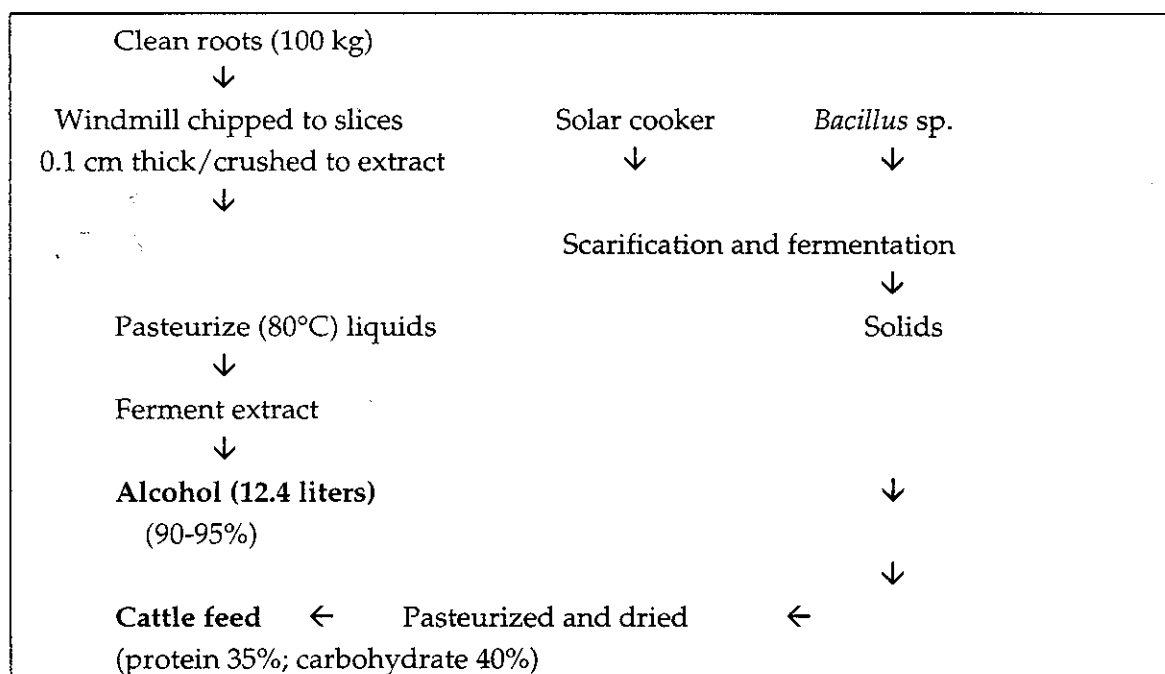 Clean roots (100 kg)
↓
Windmill chipped to slices Solar cooker Bacillus sp.
0.1 cm thick/crushed to extract ↓ ↓
↓
Scarification and fermentation
↓
Pasteurize (80°C) liquids Solids
↓
Ferment extract
↓
Alcohol (12.4 liters) ↓
(90-95%)
↓
Cattle feed ← Pasteurized and dried ←
(protein 35%; carbohydrate 40%)